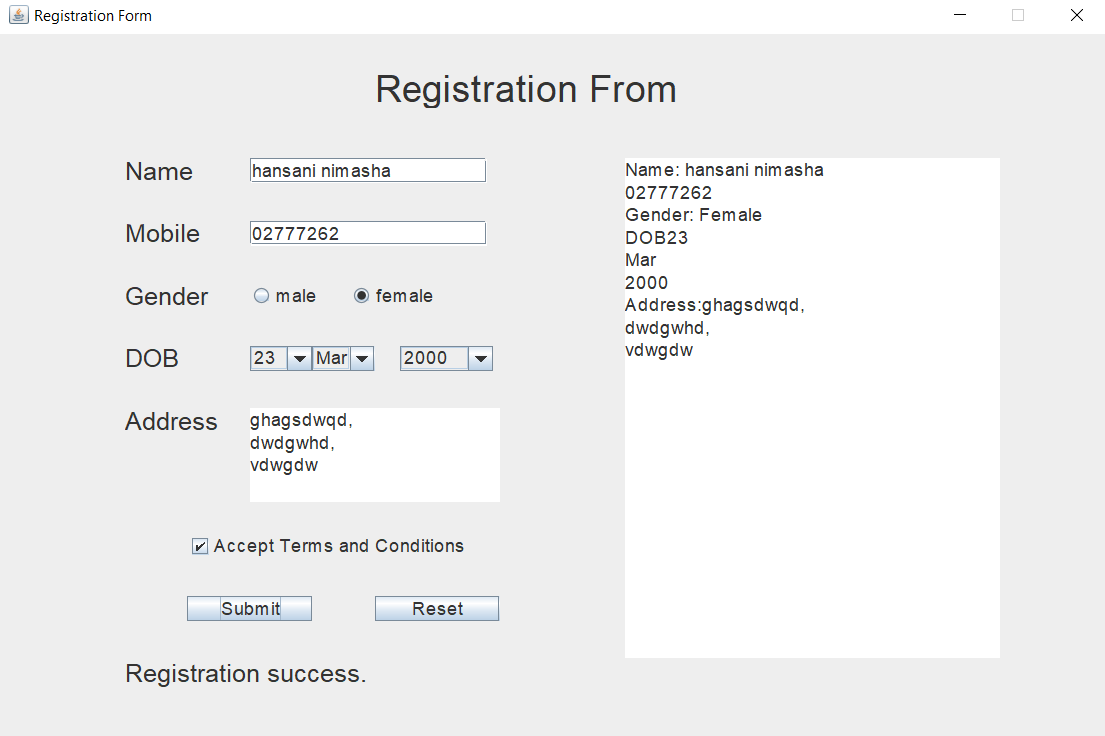 Registration Form
Registration From
Name
hansani nimasha
Mobile
02777262
Gender
male
female
DOB
23
Mar
2000
Address
ghagsdwqd,
dwdgwhd,
vdwgdw
Accept Terms and Conditions
Submit
Reset
Registration success.
Name: hansani nimasha
02777262
Gender: Female
DOB23
Mar
2000
Address:ghagsdwqd,
dwdgwhd,
vdwgdw